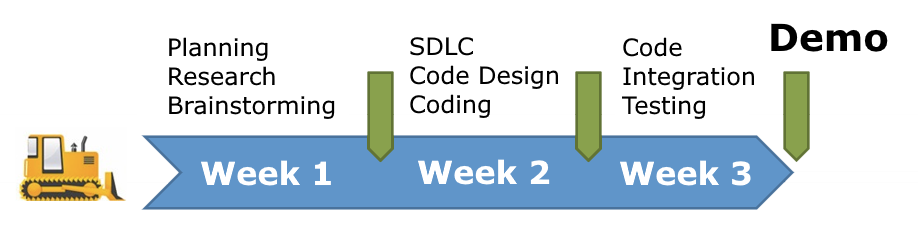 Planning
Research
Brainstorming
SDLC
Code Design
Coding
Code
Integration
Testing
Demo
Week 1
Week 2
Week 3